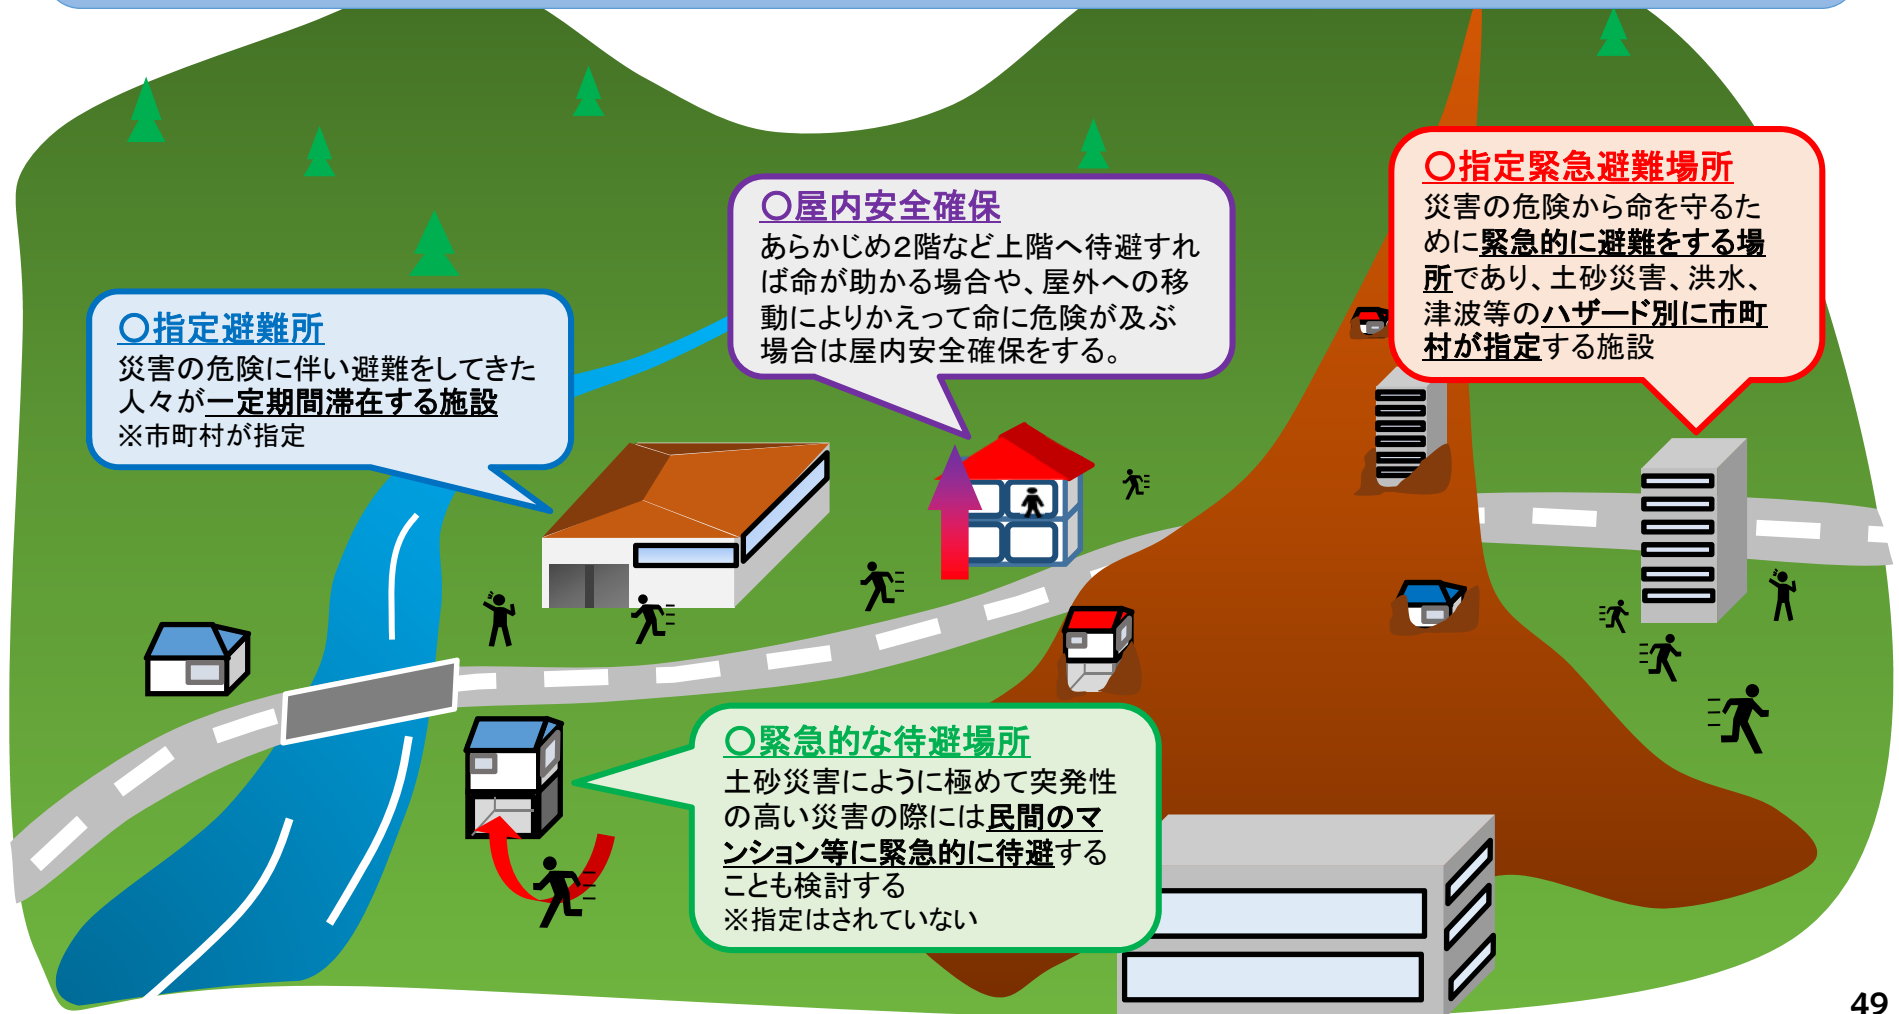 〇指定緊急避難場所
災害の危険から命を守るた
めに緊急的に避難をする場
所であり、土砂災害、洪水、
津波等のハザード別に市町
村が指定する施設
〇屋内安全確保
あらかじめ2階など上階へ待避すれ
ば命が助かる場合や、屋外への移
動によりかえって命に危険が及ぶ
場合は屋内安全確保をする。
〇指定避難所
災害の危険に伴い避難をしてきた
人々が一定期間滞在する施設
※市町村が指定
〇緊急的な待避場所
土砂災害にように極めて突発性
の高い災害の際には民間のマ
ンション等に緊急的に待避する
ことも検討する
※指定はされていない
49